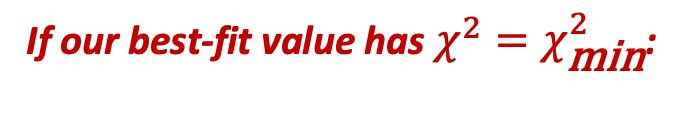 If our best-fit value has χ² = χ²min: